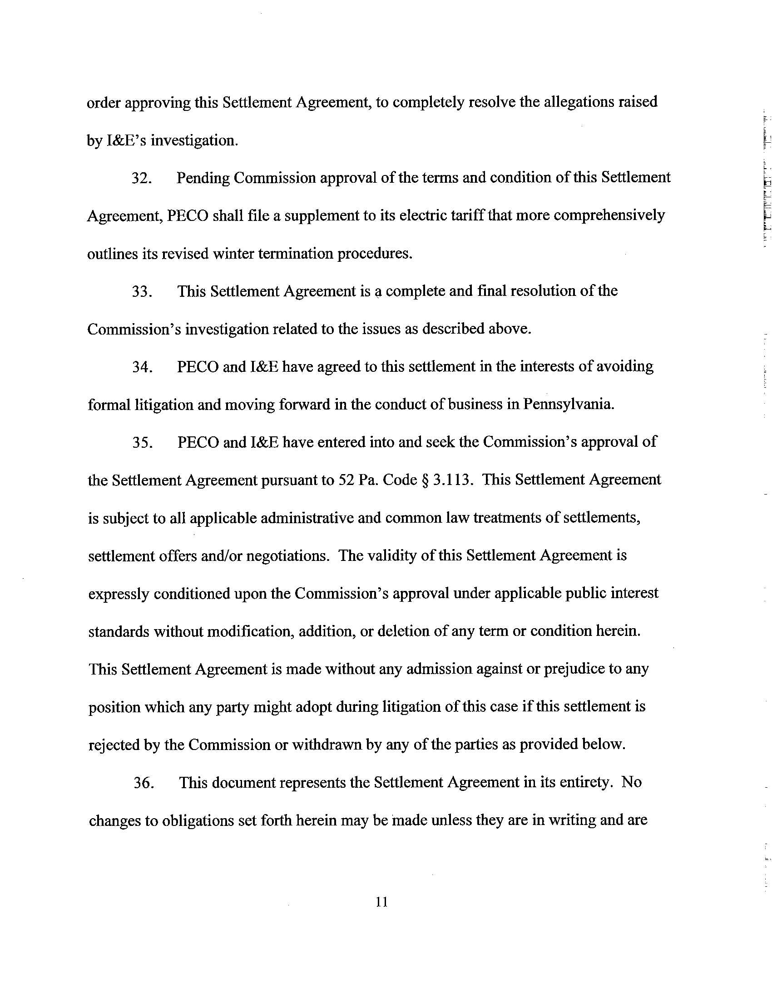 order approving this Settlement Agreement, to completely resolve the allegations raised
by I&E's investigation.
32. Pending Commission approval of the terms and condition of this Settlement
Agreement, PECO shall file a supplement to its electric tariff that more comprehensively
outlines its revised winter termination procedures.
33. This Settlement Agreement is a complete and final resolution of the
Commission's investigation related to the issues as described above.
34. PECO and I&E have agreed to this settlement in the interests of avoiding
formal litigation and moving forward in the conduct of business in Pennsylvania.
35. PECO and I&E have entered into and seek the Commission's approval of
the Settlement Agreement pursuant to 52 Pa. Code § 3.113. This Settlement Agreement
is subject to all applicable administrative and common law treatments of settlements,
settlement offers and/or negotiations. The validity of this Settlement Agreement is
expressly conditioned upon the Commission's approval under applicable public interest
standards without modification, addition, or deletion of any term or condition herein.
This Settlement Agreement is made without any admission against or prejudice to any
position which any party might adopt during litigation of this case if this settlement is
rejected by the Commission or withdrawn by any of the parties as provided below.
36. This document represents the Settlement Agreement in its entirety. No
changes to obligations set forth herein may be made unless they are in writing and are
11